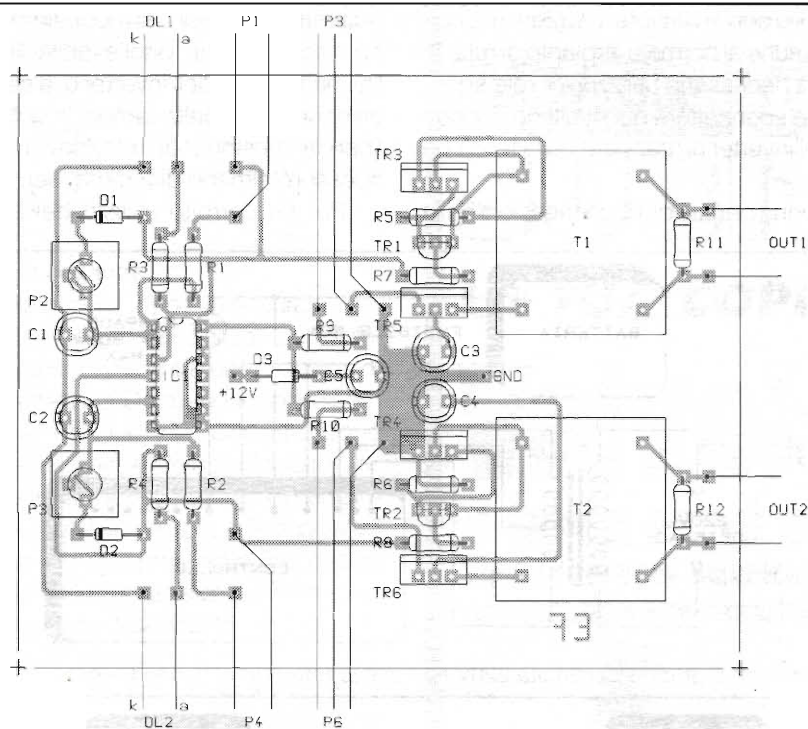 DL1 P1 P3
k a
TR3
D1
R5
TR1
T1
R11
OUT1
R3 R1
R7
P2
TR5
C1
R9
C3
IC1
D3
C5
GND
+12V
C2
C4
R10
TR4
P3
R4 R2
R6
TR2
T2
R12
OUT2
D2
R8
TR6
k a
DL2 P4 P6